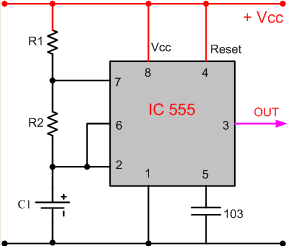 + Vcc
R1
Vcc
Reset
7
8
4
IC 555
R2
6
3
OUT
2
1
5
C1
+
-
103